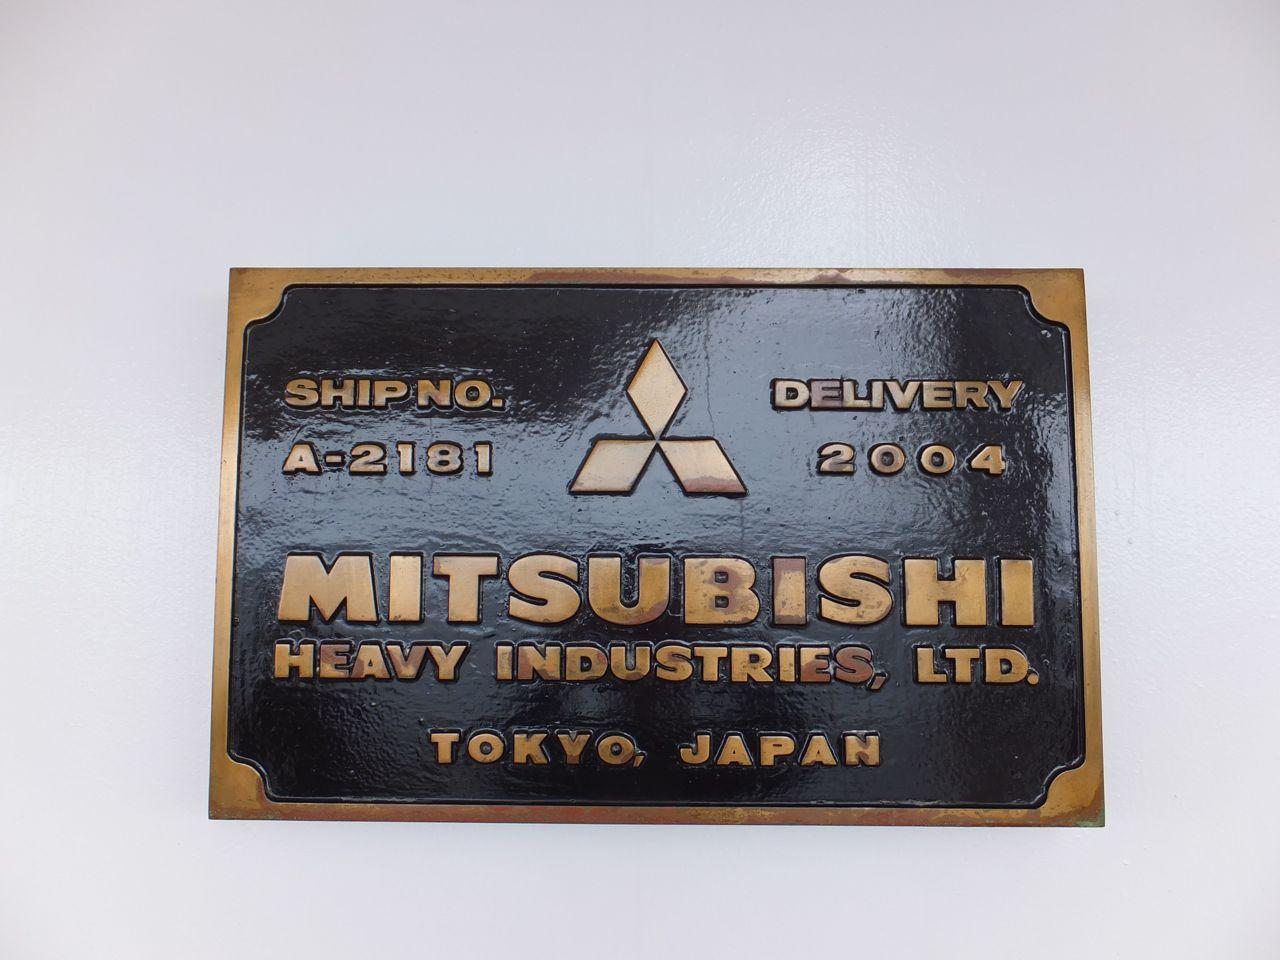 SHIP NO.
DELIVERY
A-2181
2004
MITSUBISHI
HEAVY INDUSTRIES, LTD.
TOKYO, JAPAN